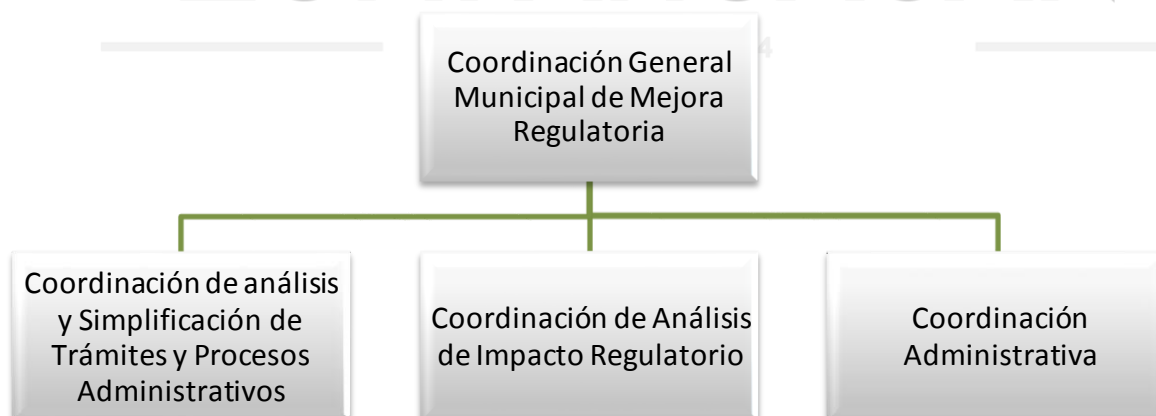 Coordinación General
Municipal de Mejora
Regulatoria
Coordinación de análisis
y Simplificación de
Trámites y Procesos
Administrativos
Coordinación de Análisis
de Impacto Regulatorio
Coordinación
Administrativa